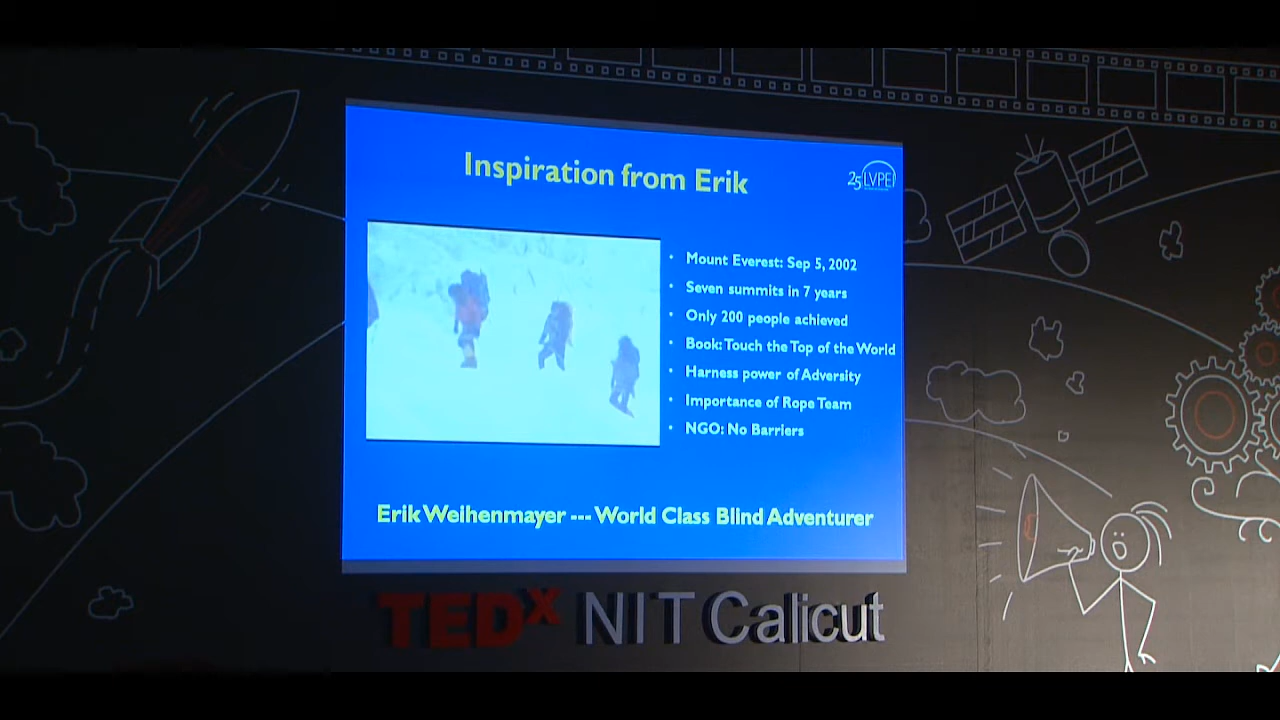 Inspiration from Erik
25 LVPEI
• Mount Everest: Sep 5, 2002
• Seven summits in 7 years
• Only 200 people achieved
• Book: Touch the Top of the World
• Harness power of Adversity
• Importance of Rope Team
• NGO: No Barriers
Erik Weihenmayer --- World Class Blind Adventurer
TEDx NIT Calicut